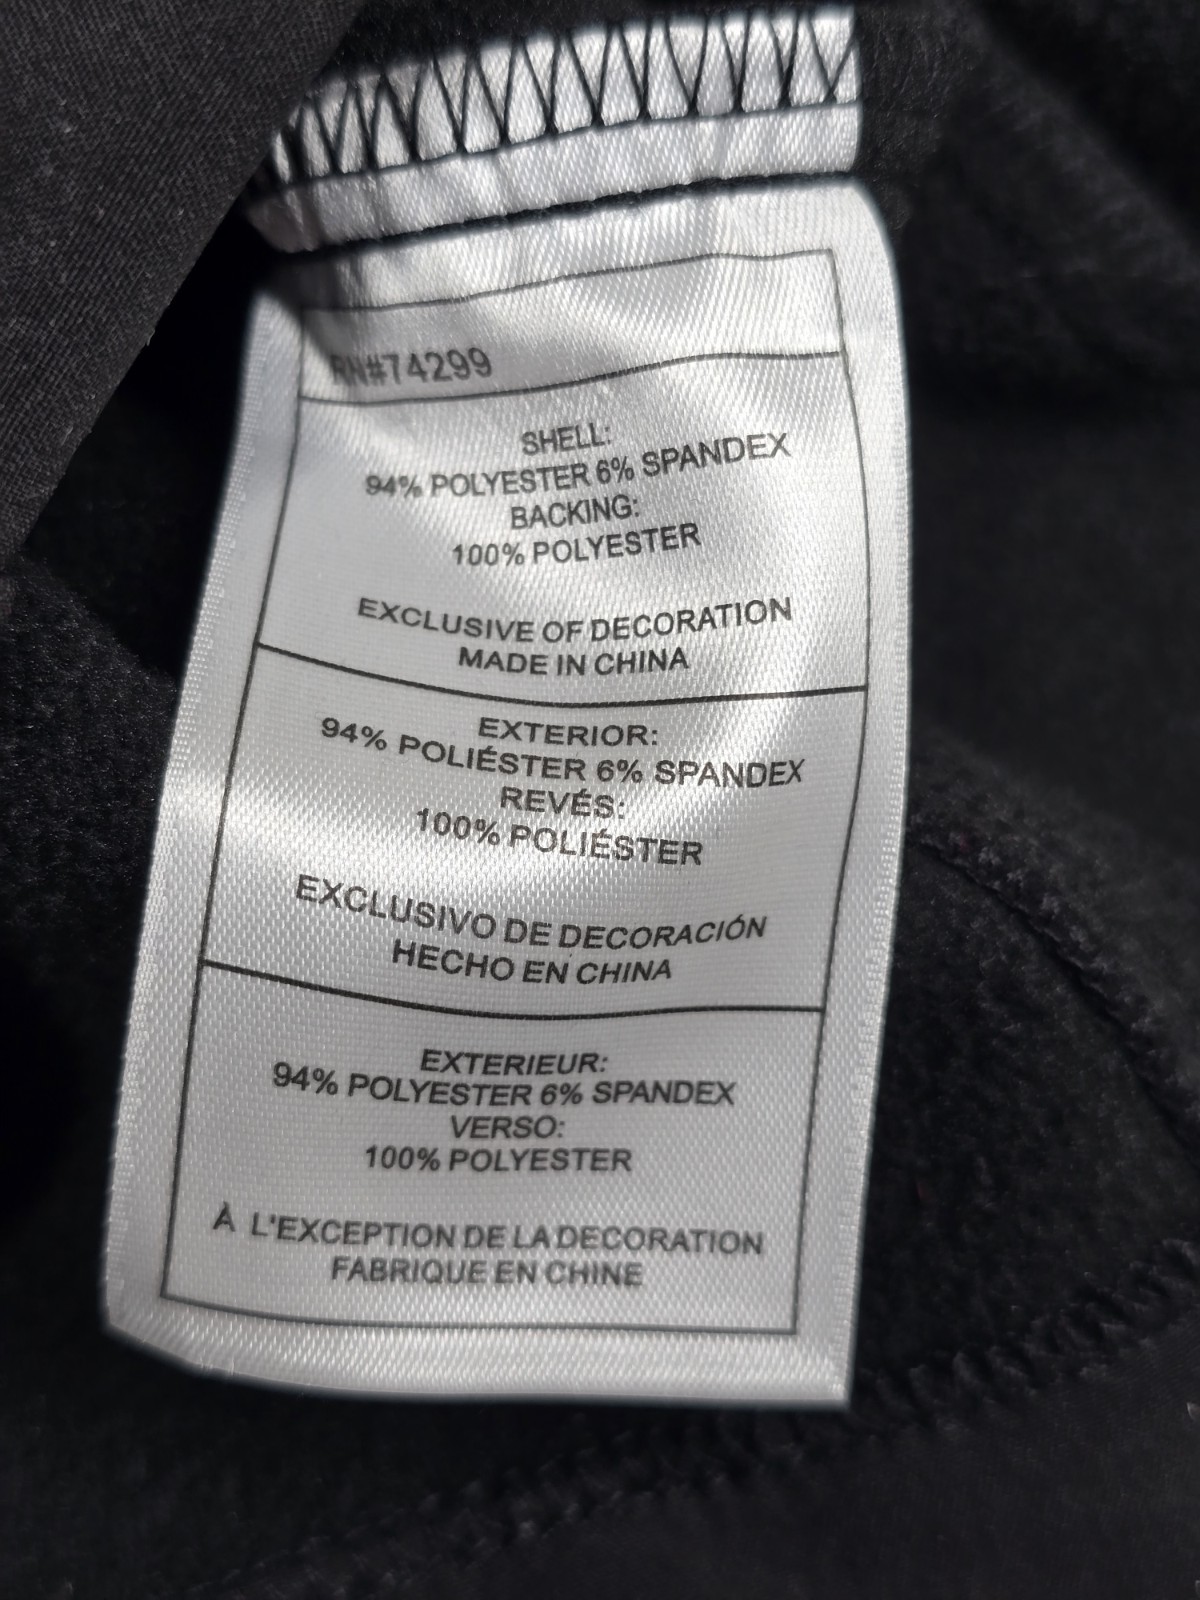 RN#74299
SHELL:
94% POLYESTER 6% SPANDEX
BACKING:
100% POLYESTER
EXCLUSIVE OF DECORATION
MADE IN CHINA
EXTERIOR:
94% POLIÉSTER 6% SPANDEX
REVÉS:
100% POLIÉSTER
EXCLUSIVO DE DECORACIÓN
HECHO EN CHINA
EXTERIEUR:
94% POLYESTER 6% SPANDEX
VERSO:
100% POLYESTER
À L'EXCEPTION DE LA DECORATION
FABRIQUE EN CHINE